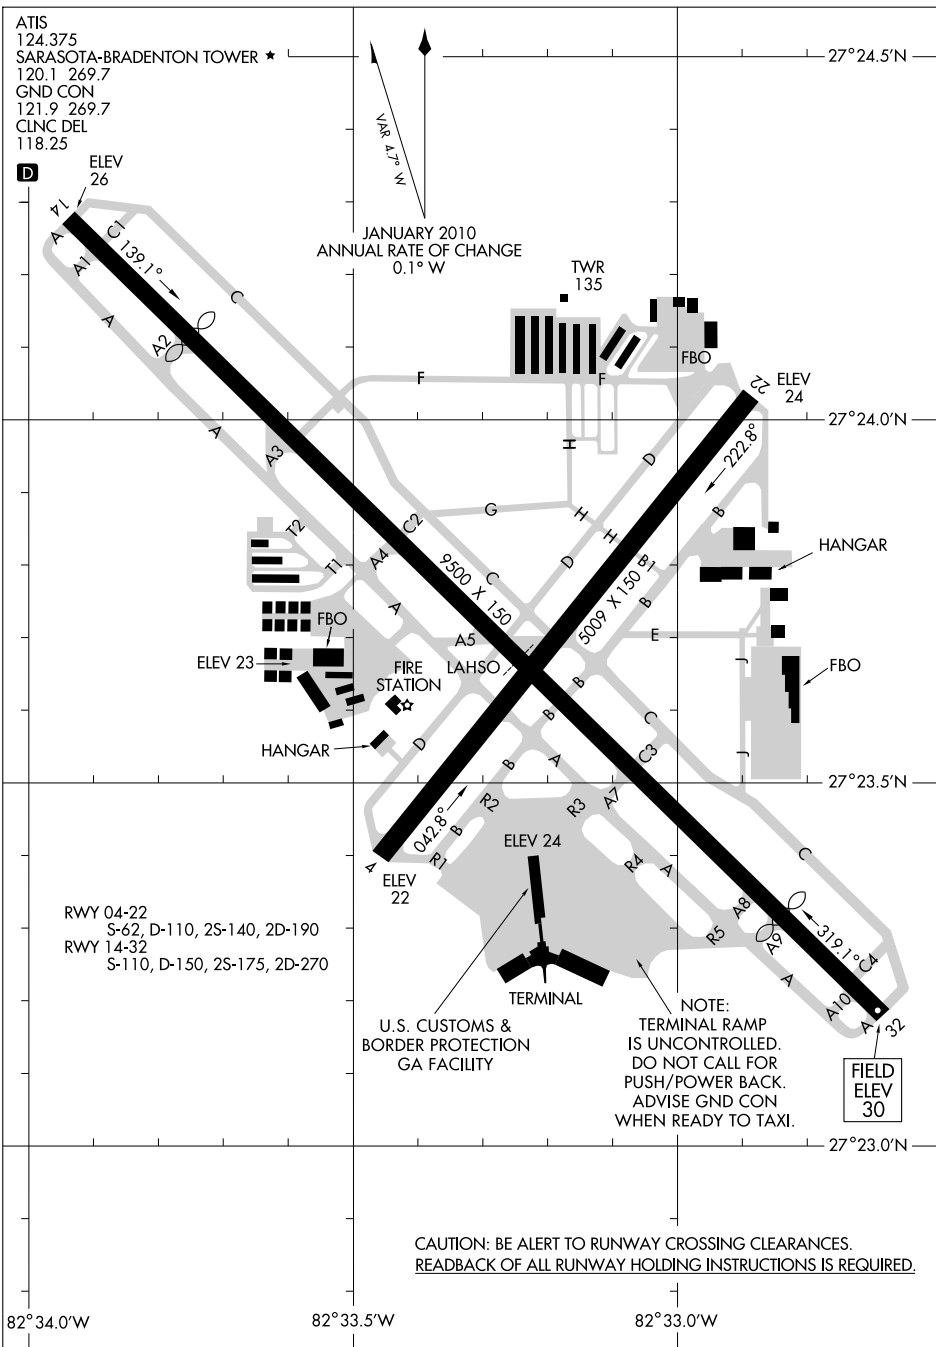 ATIS
124.375
SARASOTA-BRADENTON TOWER ★
120.1 269.7
GND CON
121.9 269.7
CLNC DEL
118.25
D
VAR 4.7° W
JANUARY 2010
ANNUAL RATE OF CHANGE
0.1° W
27°24.5'N
ELEV
26
14
A
A1
C1
139.1°
A
A2
C
TWR
135
FBO
F
F
22
ELEV
24
27°24.0'N
222.8°
A
A3
H
D
G
H
H
B
T2
T1
A4
C2
9500 X 150
C
D
B1
5009 X 150
B
HANGAR
A
A5
E
FBO
ELEV 23
FIRE
STATION
LAHSO
J
FBO
HANGAR
D
B
B
B
A
C
C3
J
27°23.5'N
042.8°
B
R2
R3
A7
R1
4
ELEV
22
ELEV 24
R4
A
C
A8
R5
A9
319.1°
C4
A
A10
A
32
RWY 04-22
S-62, D-110, 2S-140, 2D-190
RWY 14-32
S-110, D-150, 2S-175, 2D-270
TERMINAL
U.S. CUSTOMS &
BORDER PROTECTION
GA FACILITY
NOTE:
TERMINAL RAMP
IS UNCONTROLLED.
DO NOT CALL FOR
PUSH/POWER BACK.
ADVISE GND CON
WHEN READY TO TAXI.
FIELD
ELEV
30
27°23.0'N
CAUTION: BE ALERT TO RUNWAY CROSSING CLEARANCES.
READBACK OF ALL RUNWAY HOLDING INSTRUCTIONS IS REQUIRED.
82°34.0'W
82°33.5'W
82°33.0'W